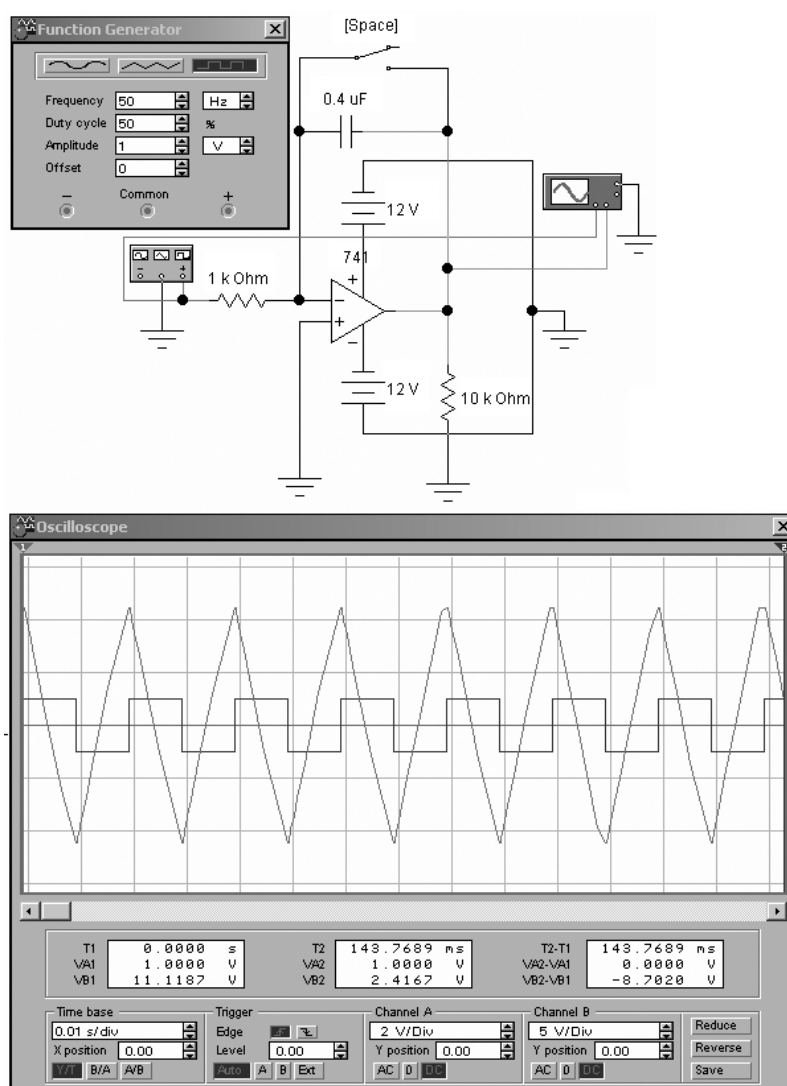 Function Generator
[Space]
Frequency 50 Hz
Duty cycle 50 %
Amplitude 1 V
Offset 0
− Common +
0.4 uF
12 V
741
1 k Ohm
+
−
+
−
12 V
10 k Ohm
Oscilloscope
1 2
T1 0.0000 s T2 143.7689 ms T2-T1 143.7689 ms
VA1 1.0000 V VA2 1.0000 V VA2-VA1 0.0000 V
VB1 11.1187 V VB2 2.4167 V VB2-VB1 -8.7020 V
Time base Trigger Channel A Channel B
0.01 s/div Edge 2 V/Div 5 V/Div Reduce
X position 0.00 Level 0.00 Y position 0.00 Y position 0.00 Reverse
Y/T B/A A/B Auto A B Ext AC 0 DC AC 0 DC Save